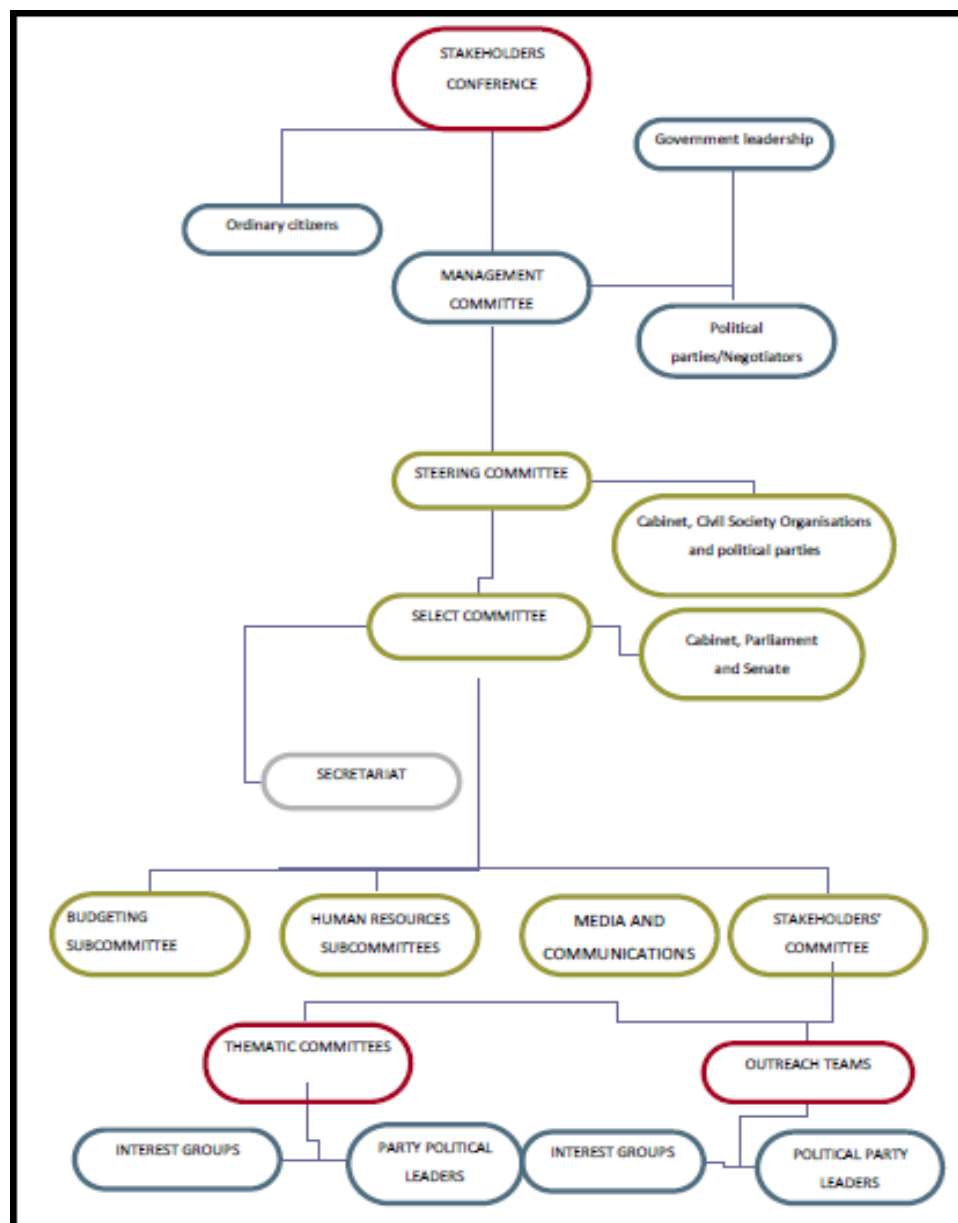 STAKEHOLDERS
CONFERENCE
Government leadership
Ordinary citizens
MANAGEMENT
COMMITTEE
Political
parties/Negotiators
STEERING COMMITTEE
Cabinet, Civil Society Organisations
and political parties
SELECT COMMITTEE
Cabinet, Parliament
and Senate
SECRETARIAT
BUDGETING
SUBCOMMITTEE
HUMAN RESOURCES
SUBCOMMITTEES
MEDIA AND
COMMUNICATIONS
STAKEHOLDERS'
COMMITTEE
THEMATIC COMMITTEES
OUTREACH TEAMS
INTEREST GROUPS
PARTY POLITICAL
LEADERS
INTEREST GROUPS
POLITICAL PARTY
LEADERS